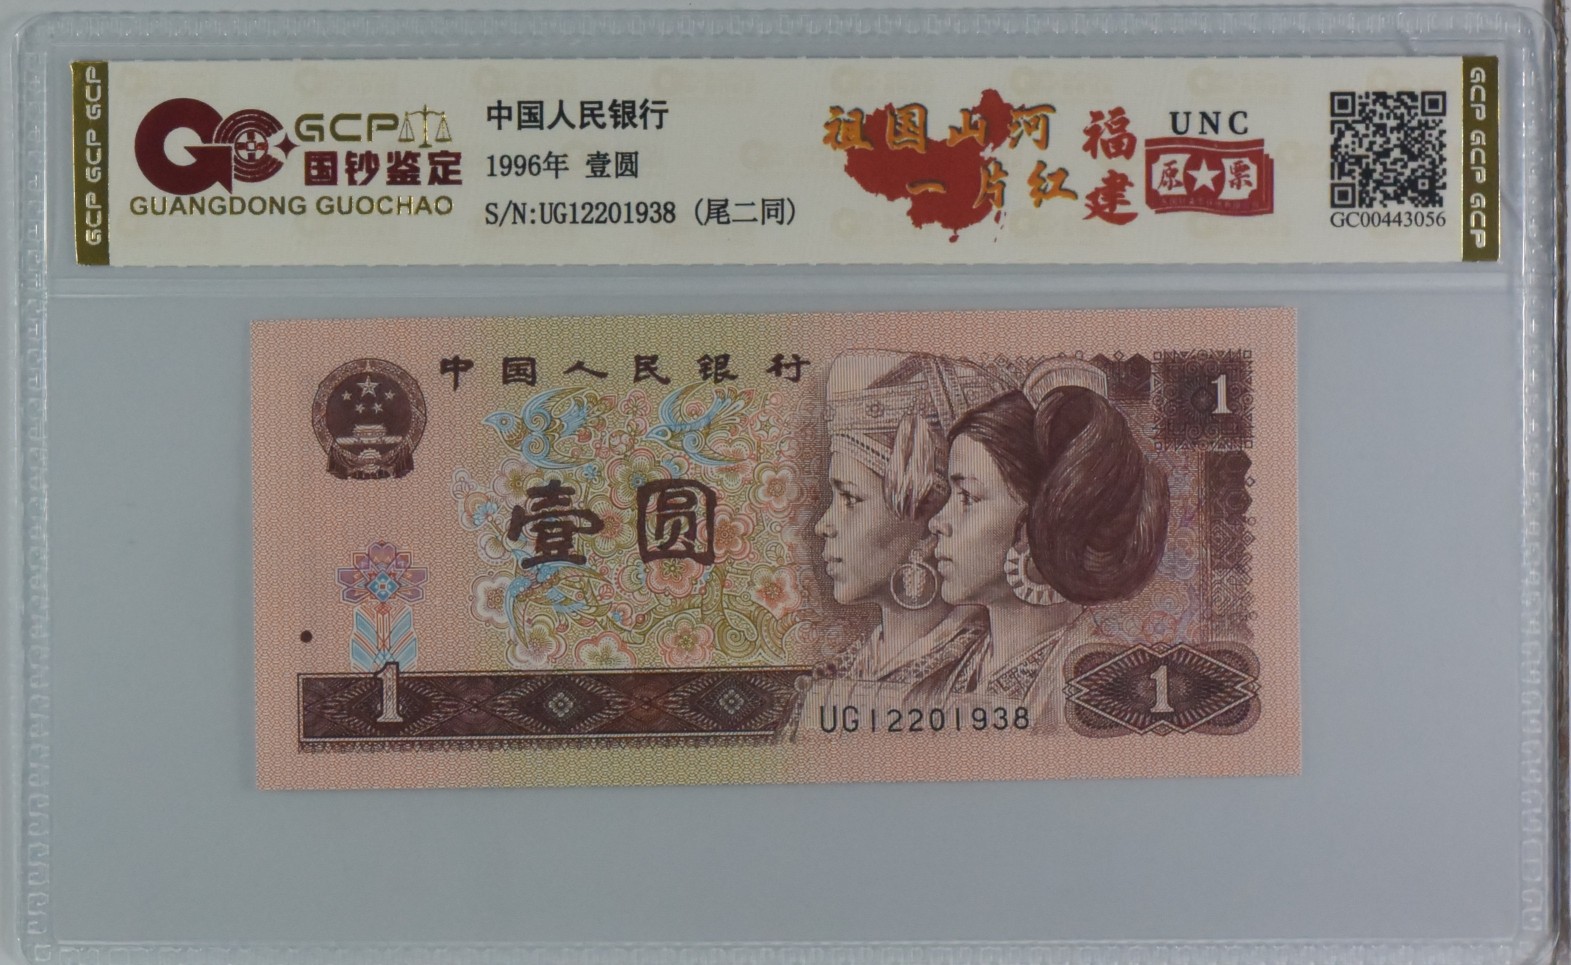 GCP GCP GCP
GCP
国钞鉴定
GUANGDONG GUOCHAO
中国人民银行
1996年 壹圆
S/N:UG12201938 (尾二同)
祖国山河
一片红
福建
UNC
原★票
GC00443056
GCP GCP GCP
中国人民银行
1
壹圆
1
UG12201938
1